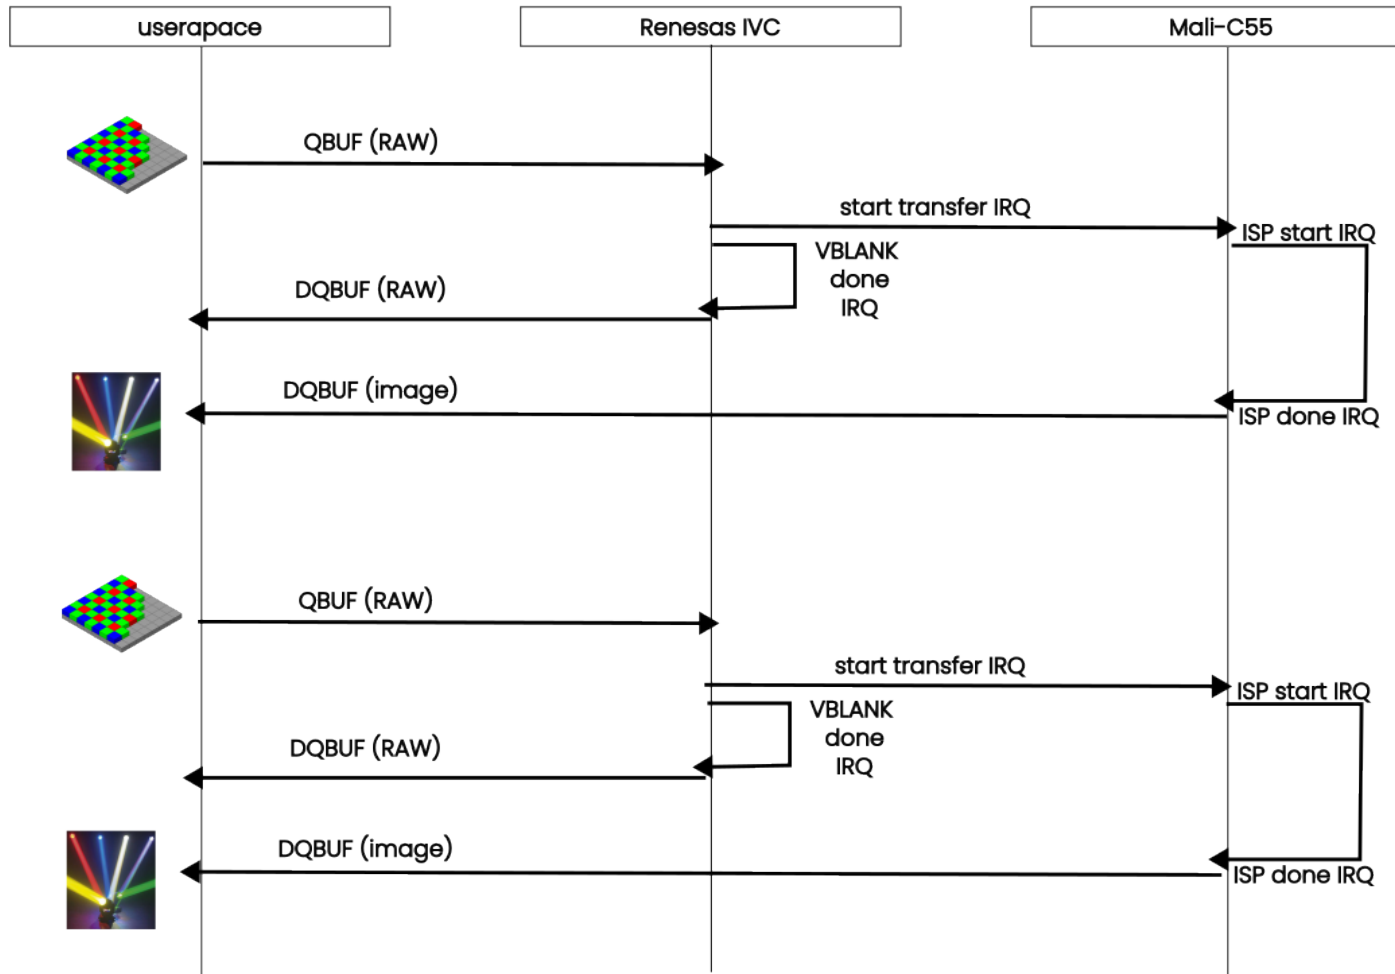 userapace
Renesas IVC
Mali-C55
QBUF (RAW)
start transfer IRQ
ISP start IRQ
VBLANK
done
IRQ
DQBUF (RAW)
DQBUF (image)
ISP done IRQ
QBUF (RAW)
start transfer IRQ
ISP start IRQ
VBLANK
done
IRQ
DQBUF (RAW)
DQBUF (image)
ISP done IRQ